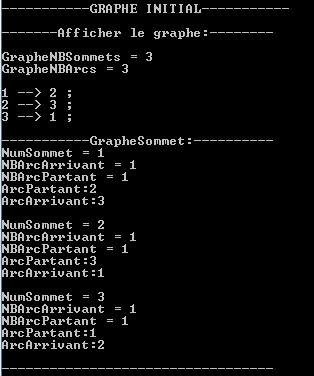 -----------GRAPHE INITIAL-----------
-------Afficher le graphe:--------
GrapheNBSommets = 3
GrapheNBArcs = 3
1 --> 2 ;
2 --> 3 ;
3 --> 1 ;
-----------GrapheSommet:----------
NumSommet = 1
NBArcArrivant = 1
NBArcPartant = 1
ArcPartant:2
ArcArrivant:3
NumSommet = 2
NBArcArrivant = 1
NBArcPartant = 1
ArcPartant:3
ArcArrivant:1
NumSommet = 3
NBArcArrivant = 1
NBArcPartant = 1
ArcPartant:1
ArcArrivant:2
----------------------------------